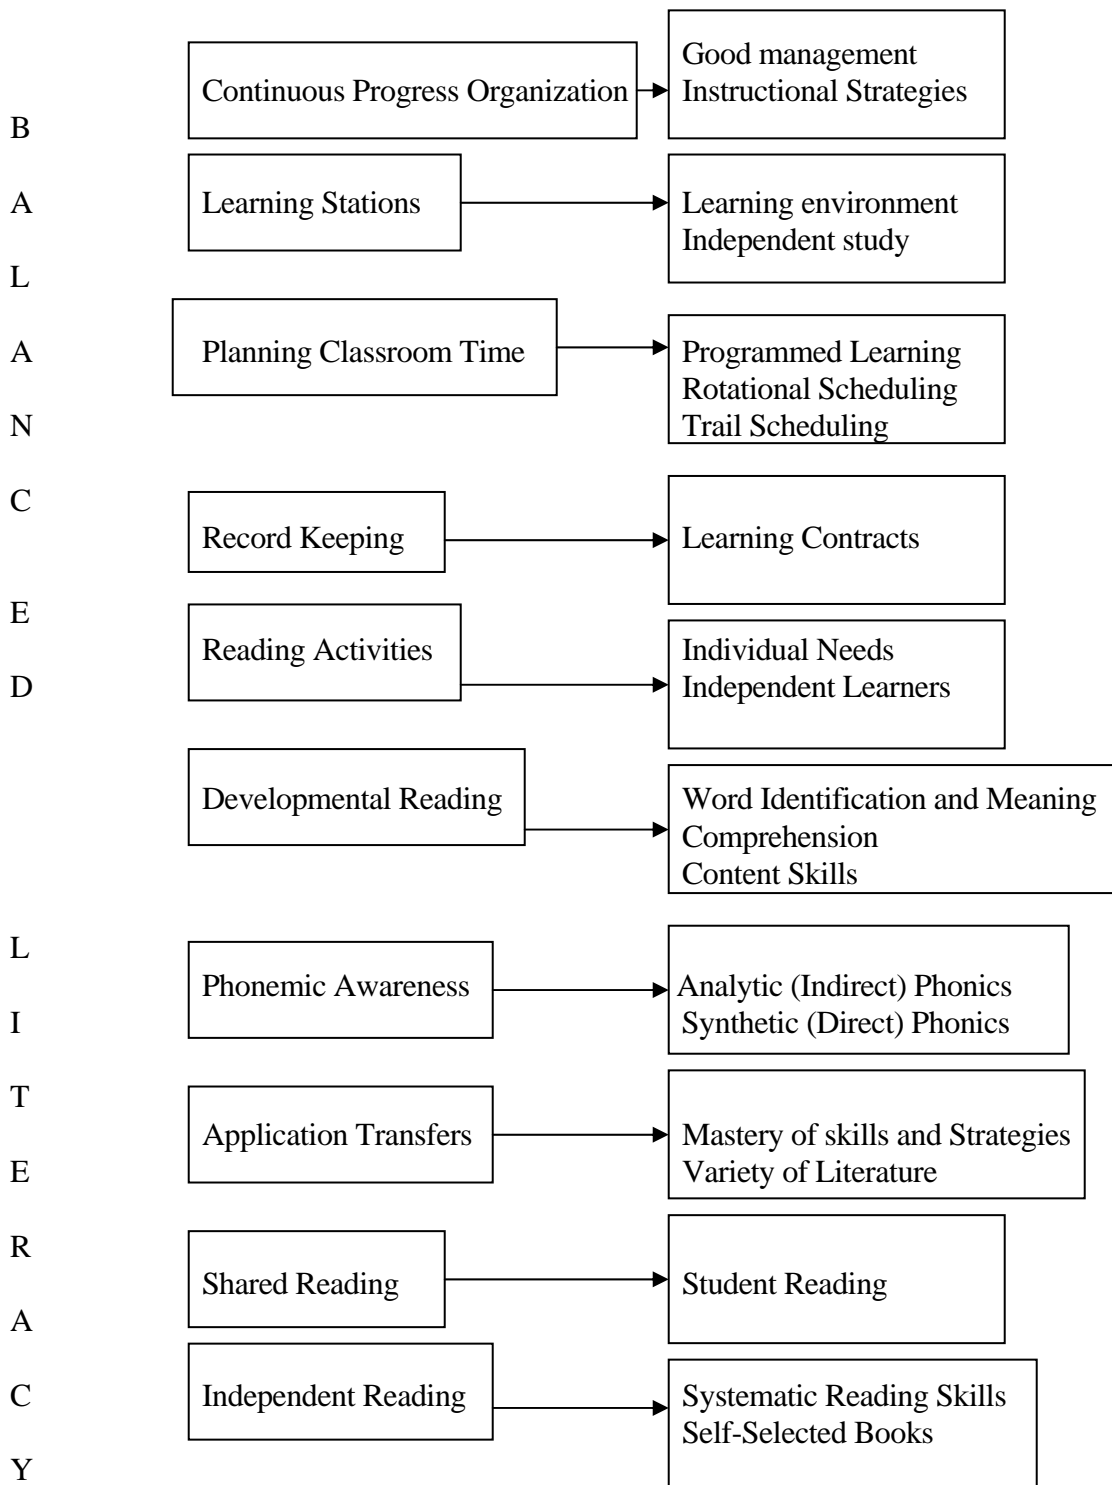 B
A
L
A
N
C
E
D
L
I
T
E
R
A
C
Y
Continuous Progress Organization
Good management
Instructional Strategies
Learning Stations
Learning environment
Independent study
Planning Classroom Time
Programmed Learning
Rotational Scheduling
Trail Scheduling
Record Keeping
Learning Contracts
Reading Activities
Individual Needs
Independent Learners
Developmental Reading
Word Identification and Meaning
Comprehension
Content Skills
Phonemic Awareness
Analytic (Indirect) Phonics
Synthetic (Direct) Phonics
Application Transfers
Mastery of skills and Strategies
Variety of Literature
Shared Reading
Student Reading
Independent Reading
Systematic Reading Skills
Self-Selected Books